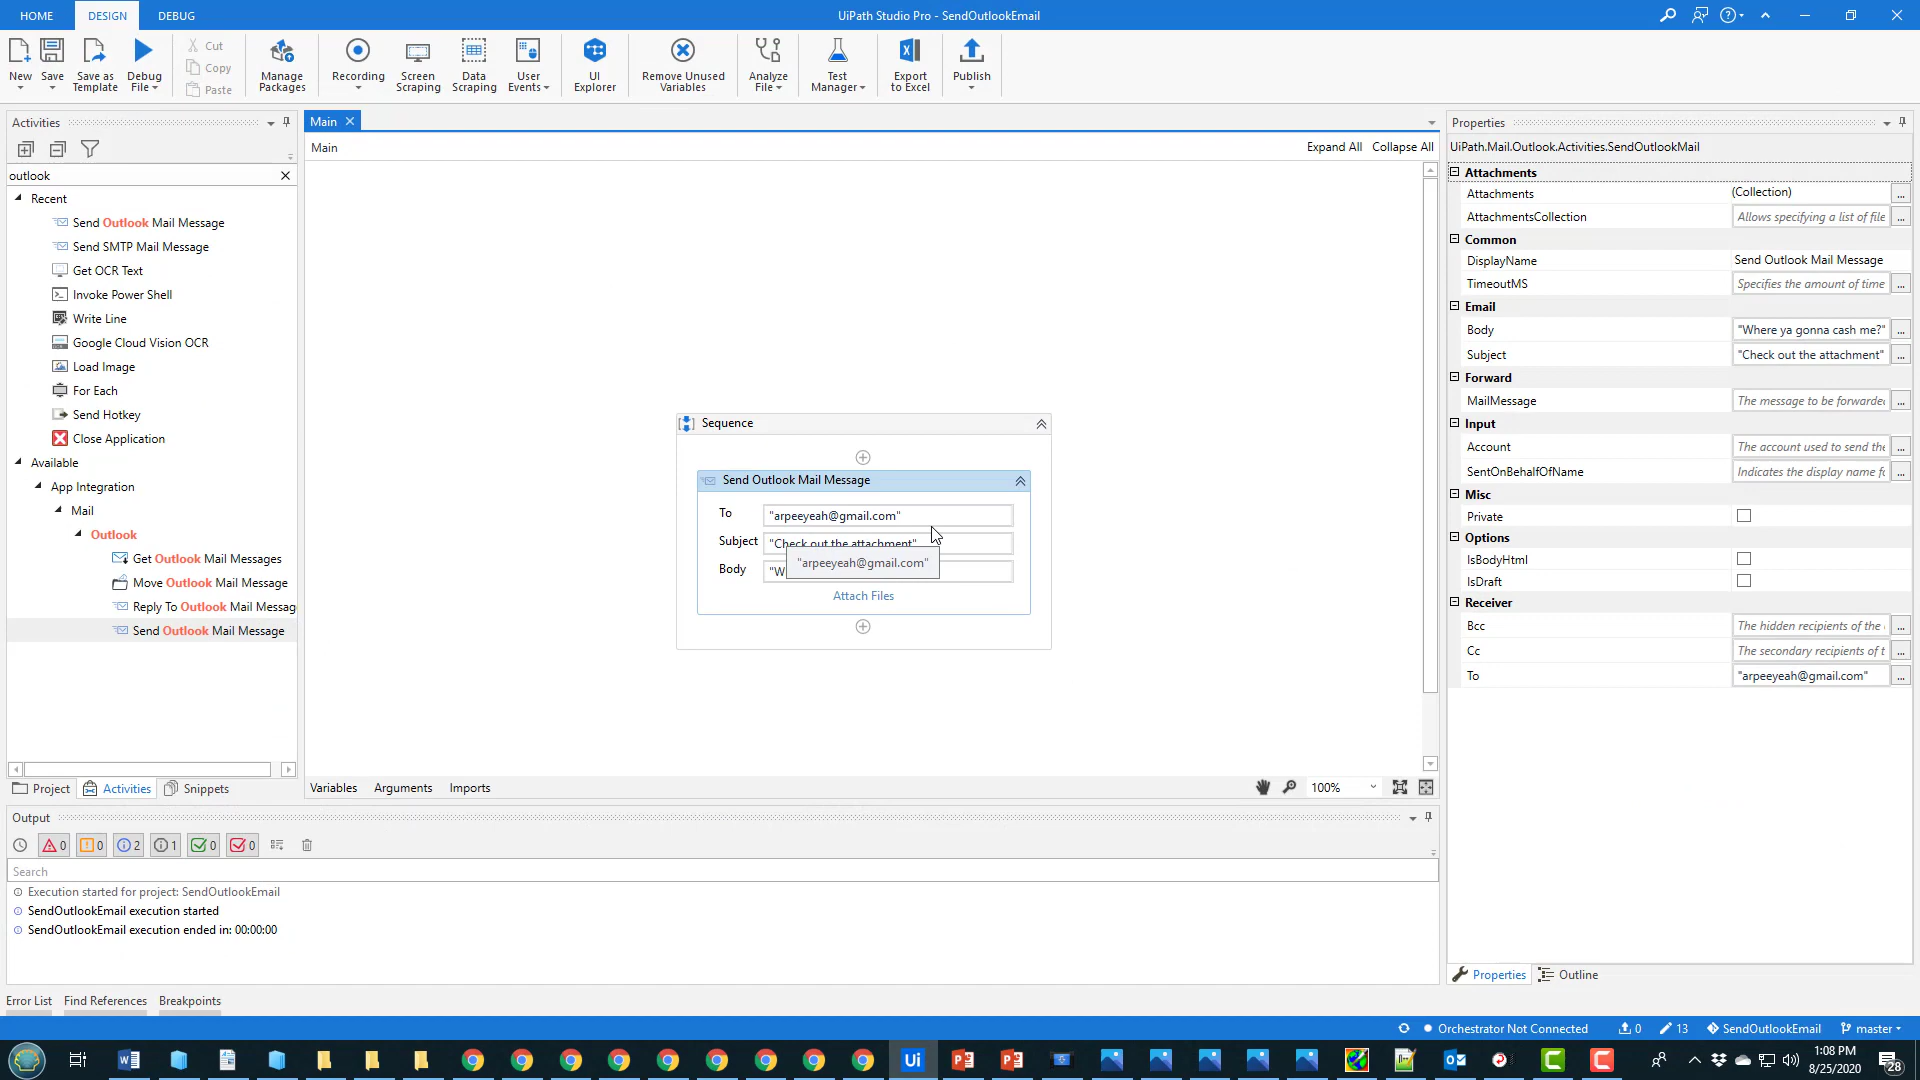 HOME DESIGN DEBUG
UiPath Studio Pro - SendOutlookEmail
New Save Save as Template Debug File Cut Copy Paste Manage Packages Recording Screen Scraping Data Scraping User Events UI Explorer Remove Unused Variables Analyze File Test Manager Export to Excel Publish
Activities
outlook
Recent
Send Outlook Mail Message
Send SMTP Mail Message
Get OCR Text
Invoke Power Shell
Write Line
Google Cloud Vision OCR
Load Image
For Each
Send Hotkey
Close Application
Available
App Integration
Mail
Outlook
Get Outlook Mail Messages
Move Outlook Mail Message
Reply To Outlook Mail Messag
Send Outlook Mail Message
Project Activities Snippets
Main
Main
Expand All Collapse All
Sequence
Send Outlook Mail Message
To "arpeeyeah@gmail.com"
Subject "Check out the attachment"
"arpeeyeah@gmail.com"
Body "W
Attach Files
Variables Arguments Imports
100%
Properties
UiPath.Mail.Outlook.Activities.SendOutlookMail
Attachments
Attachments (Collection)
AttachmentsCollection Allows specifying a list of file
Common
DisplayName Send Outlook Mail Message
TimeoutMS Specifies the amount of time
Email
Body "Where ya gonna cash me?"
Subject "Check out the attachment"
Forward
MailMessage The message to be forwarde
Input
Account The account used to send the
SentOnBehalfOfName Indicates the display name f
Misc
Private
Options
IsBodyHtml
IsDraft
Receiver
Bcc The hidden recipients of the
Cc The secondary recipients of t
To "arpeeyeah@gmail.com"
Properties Outline
Output
0 0 2 1 0 0
Search
Execution started for project: SendOutlookEmail
SendOutlookEmail execution started
SendOutlookEmail execution ended in: 00:00:00
Error List Find References Breakpoints
Orchestrator Not Connected 0 13 SendOutlookEmail master
Ui
1:08 PM
8/25/2020
28